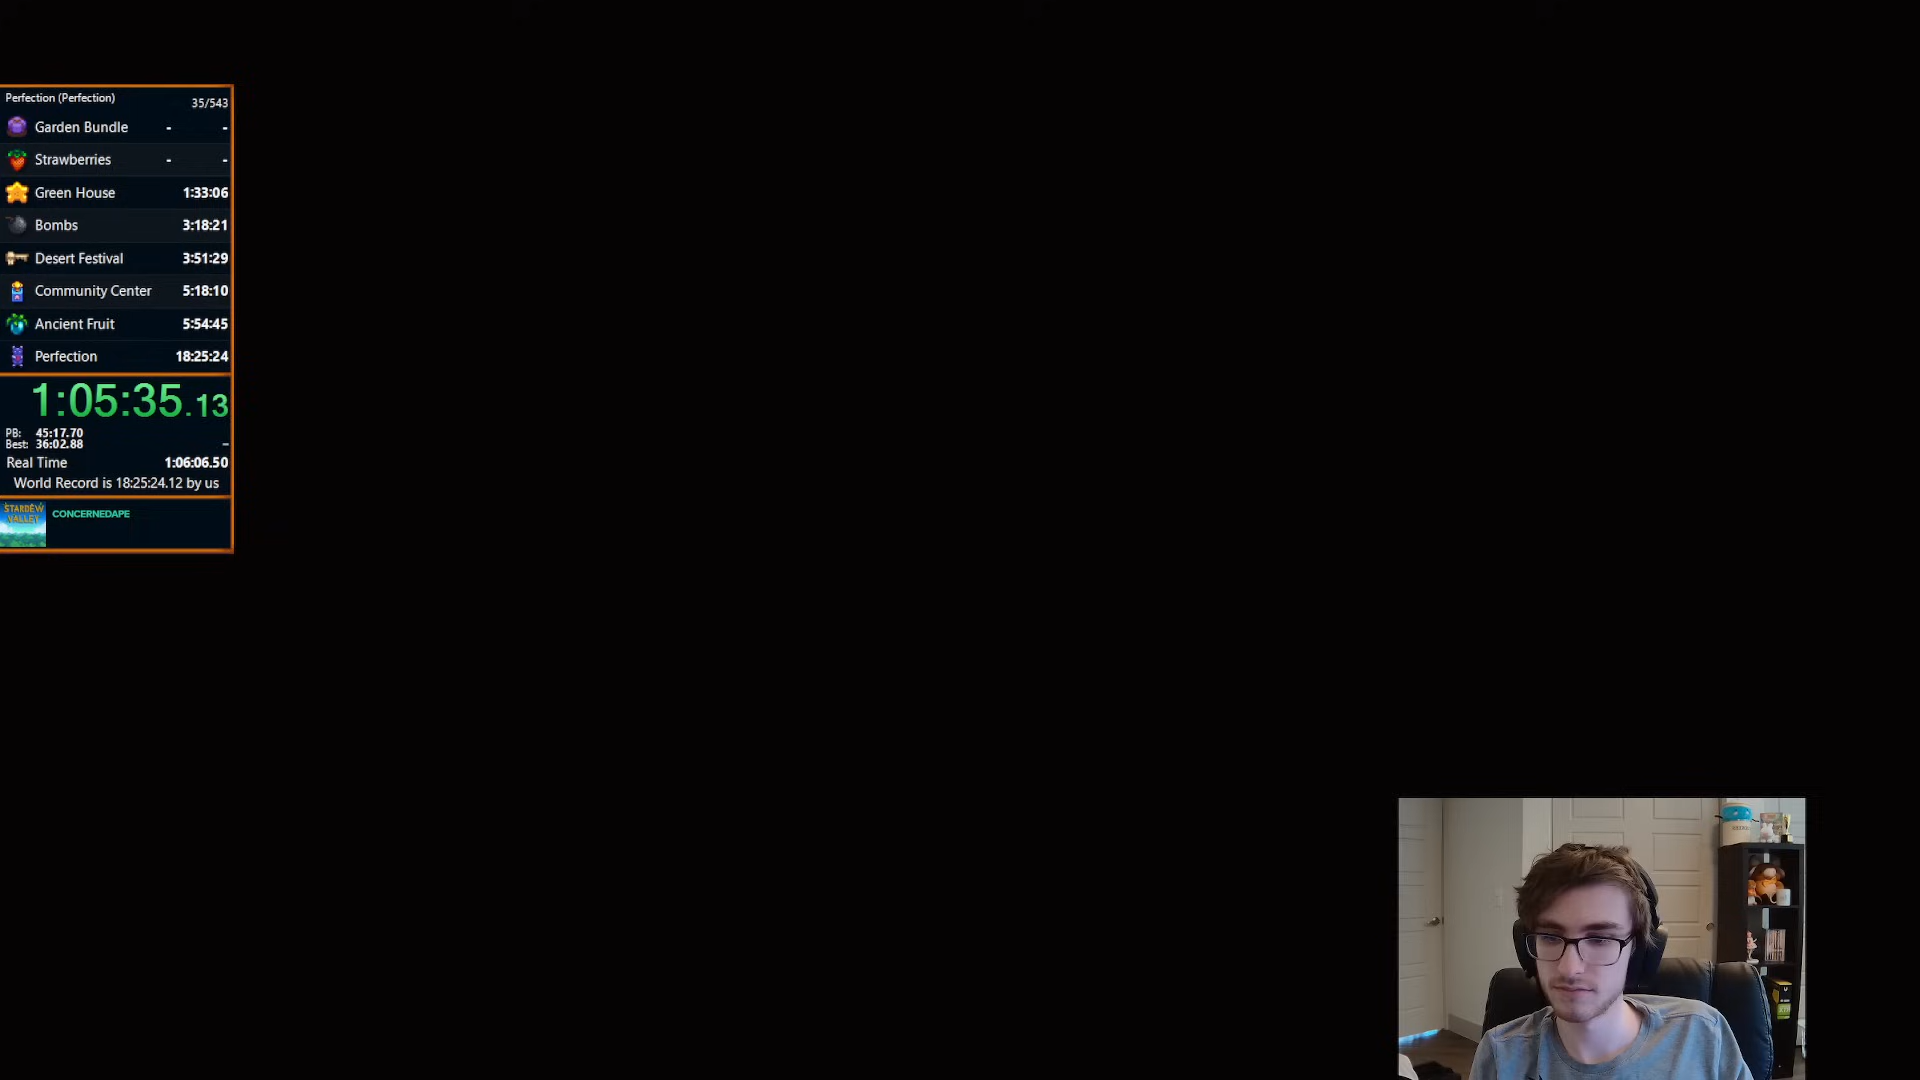 Perfection (Perfection)
35/543
Garden Bundle - -
Strawberries - -
Green House 1:33:06
Bombs 3:18:21
Desert Festival 3:51:29
Community Center 5:18:10
Ancient Fruit 5:54:45
Perfection 18:25:24
1:05:35.13
PB: 45:17.70
Best: 36:02.88 -
Real Time 1:06:06.50
World Record is 18:25:24.12 by us
STARDEW
VALLEY
CONCERNEDAPE